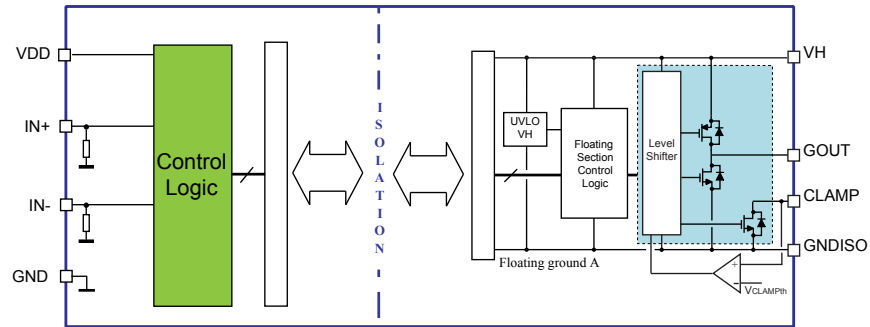 VDD
IN+
IN-
GND
Control
Logic
ISOLATION
UVLO
VH
Floating
Section
Control
Logic
Level
Shifter
VH
GOUT
CLAMP
GNDISO
Floating ground A
+
-
VCLAMPth